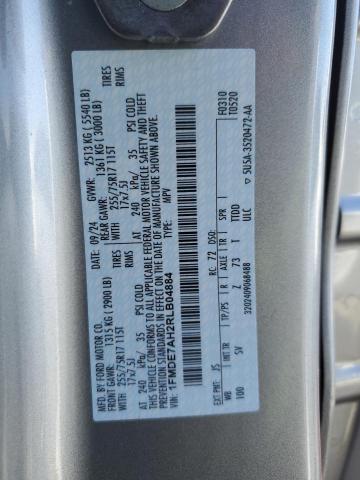 MFD. BY FORD MOTOR CO.
DATE: 09/24 GVWR: 2513 KG ( 5540 LB)
FRONT GAWR: 1315 KG ( 2900 LB) REAR GAWR: 1361 KG ( 3000 LB)
WITH 255/75R17 115T TIRES WITH 255/75R17 115T TIRES
17x7.5J RIMS 17x7.5J RIMS
AT 240 kPa/ 35 PSI COLD AT 240 kPa/ 35 PSI COLD
THIS VEHICLE CONFORMS TO ALL APPLICABLE FEDERAL MOTOR VEHICLE SAFETY AND THEFT
PREVENTION STANDARDS IN EFFECT ON THE DATE OF MANUFACTURE SHOWN ABOVE.
VIN: 1FMDE7AH2RLB04884
TYPE: MPV
F0310
T0520
EXT PNT: JS RC: 72 DSO:
WB INT TR TP/PS R AXLE TR SPR
100 SV Z 73 T TTDD
ULC
3202409068488 5U5A-3520472-AA